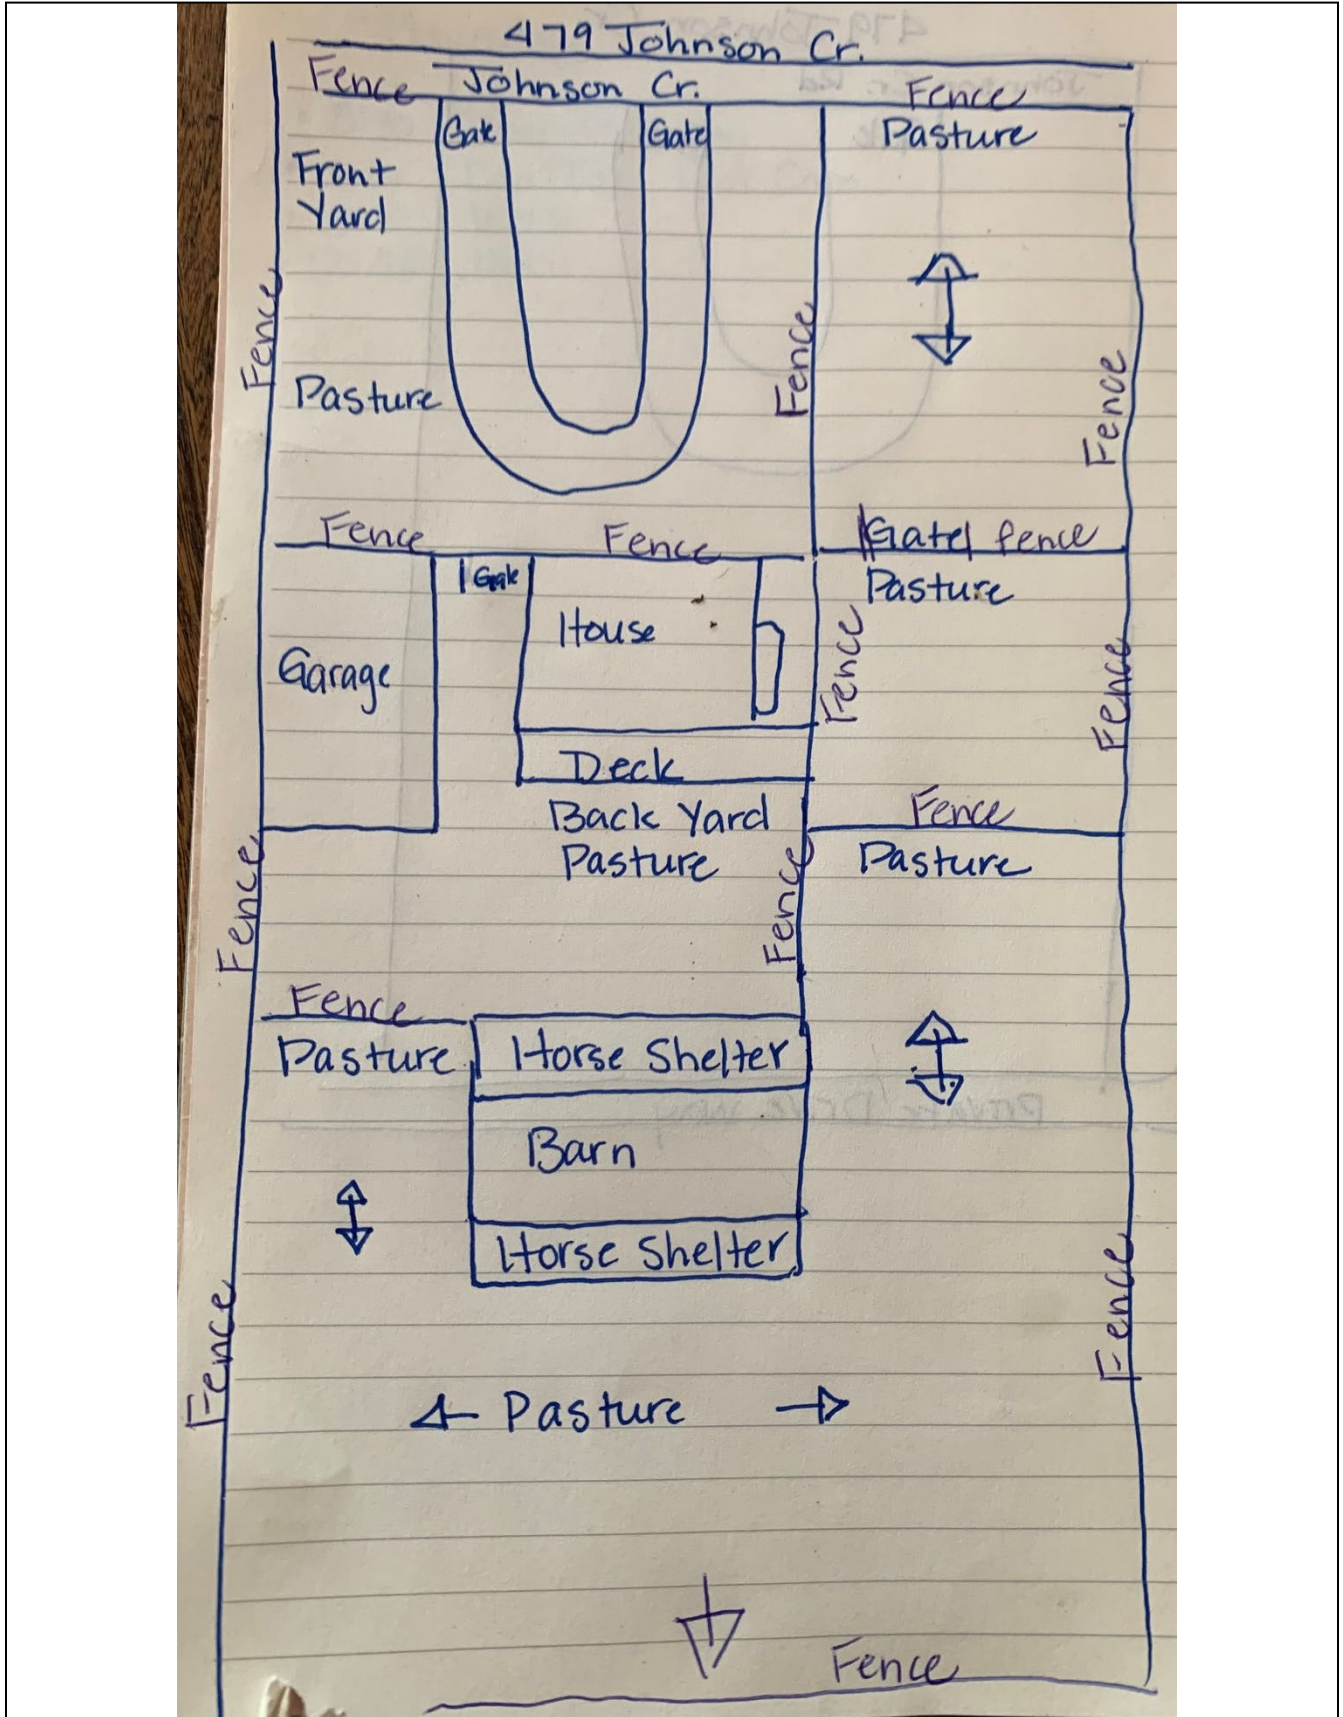 479 Johnson Cr.
Fence Johnson Cr. Fence
Gate Gate Pasture
Front
Yard
Fence
Fence
Fence
Pasture
Fence Fence Gate fence
Gate Pasture
House
Fence
Fence
Garage
Deck
Back Yard Fence
Pasture Pasture
Fence
Fence
Fence
Pasture Horse Shelter
Barn
Horse Shelter
Fence
Fence
Pasture
Fence